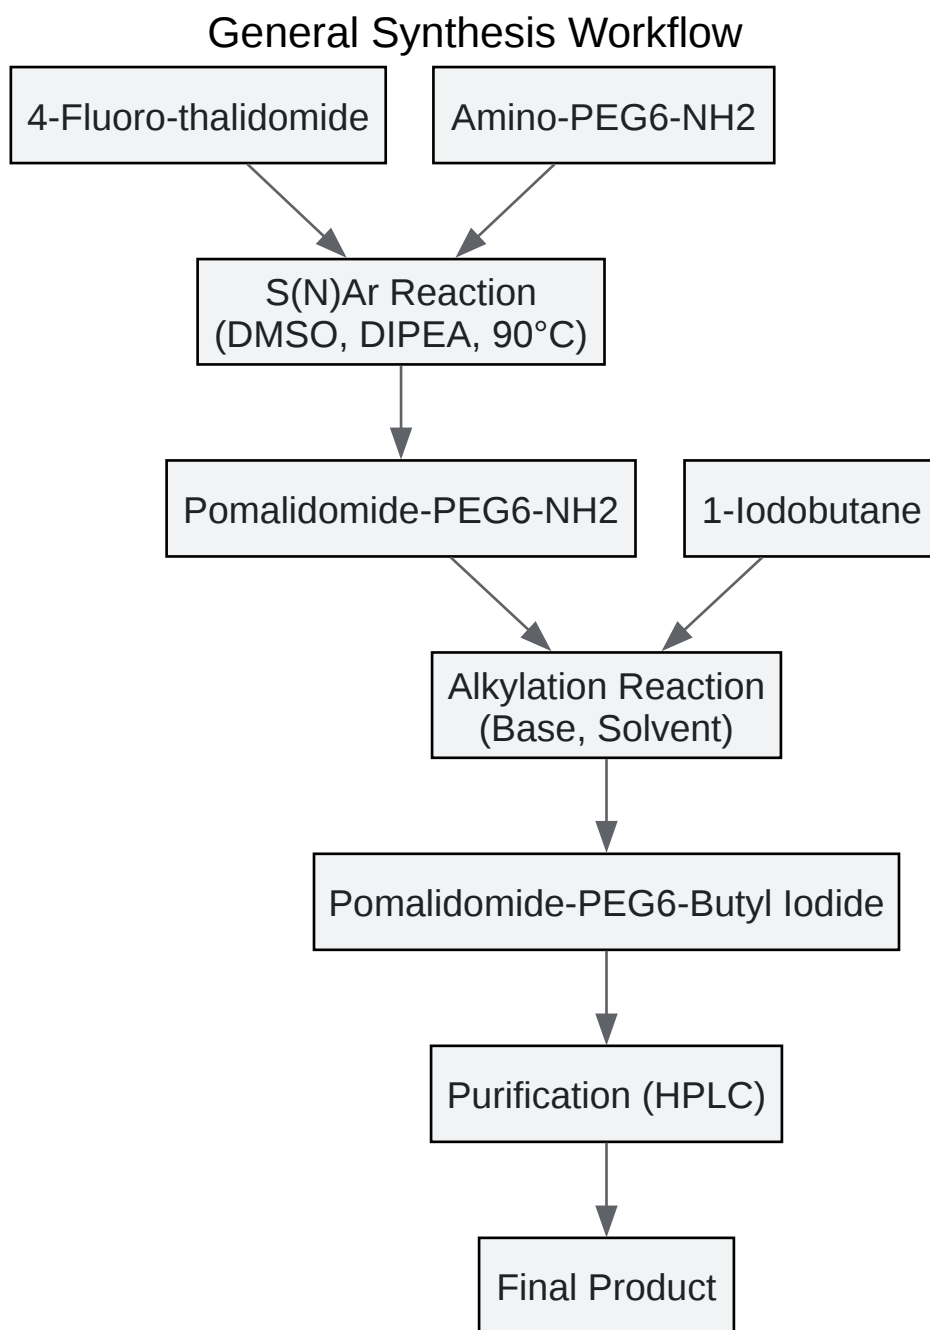 General Synthesis Workflow
4-Fluoro-thalidomide
Amino-PEG6-NH2
S(N)Ar Reaction
(DMSO, DIPEA, 90°C)
Pomalidomide-PEG6-NH2
1-Iodobutane
Alkylation Reaction
(Base, Solvent)
Pomalidomide-PEG6-Butyl Iodide
Purification (HPLC)
Final Product